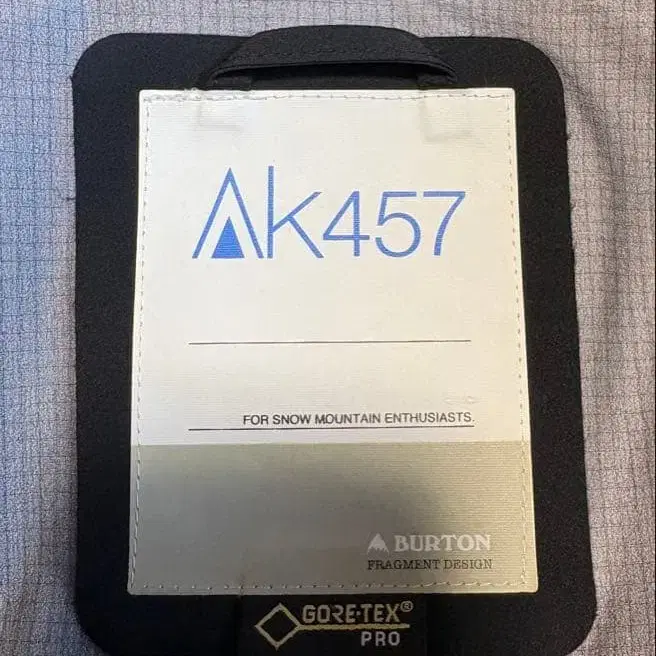 AK457
FOR SNOW MOUNTAIN ENTHUSIASTS.
BURTON
FRAGMENT DESIGN
GORE-TEX®
PRO